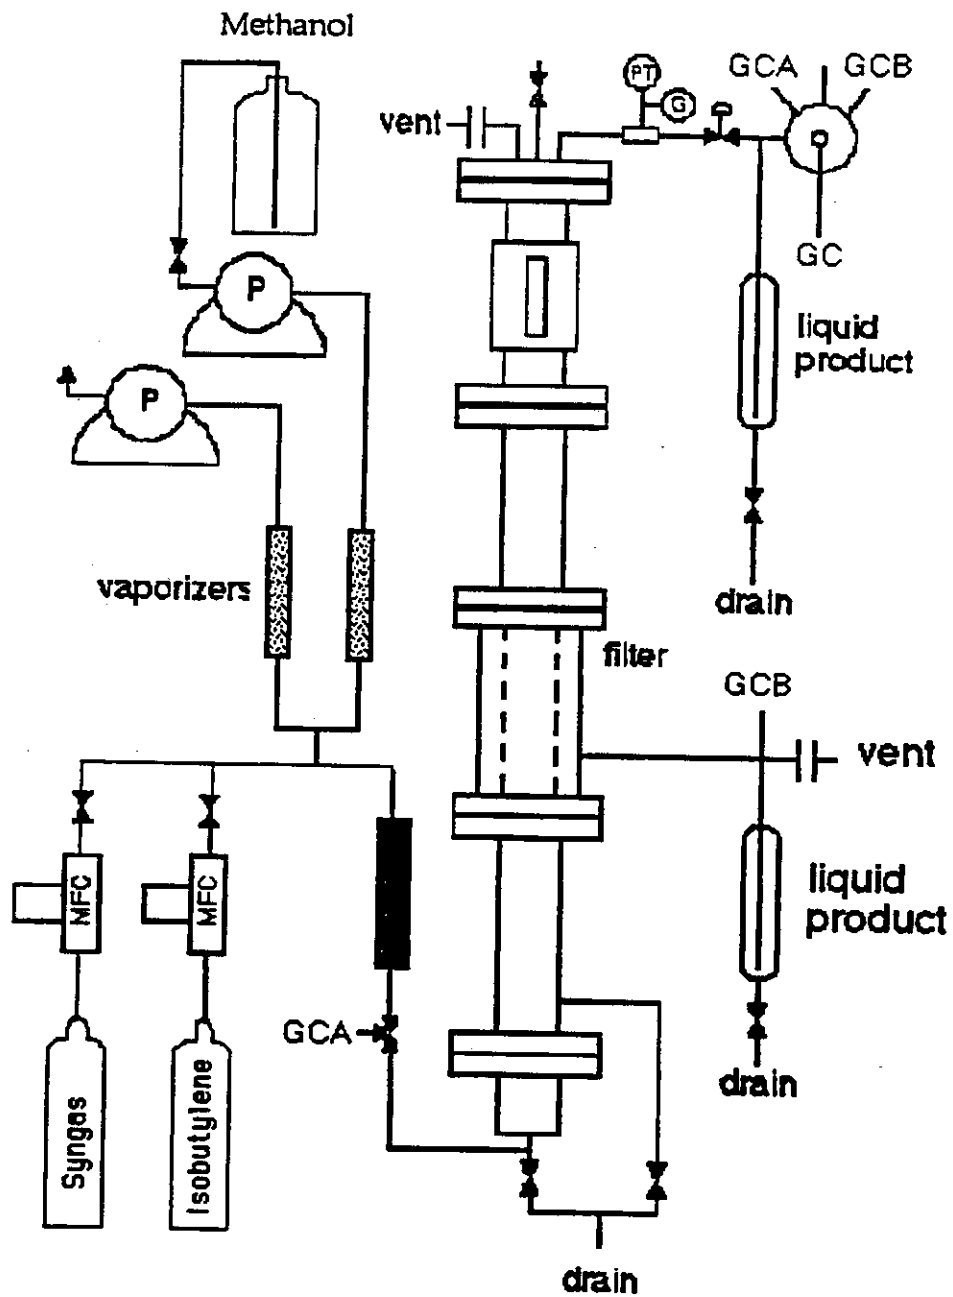 Methanol
PT
G
GCA
GCB
vent
GC
P
liquid
product
P
vaporizers
drain
filter
GCB
vent
MFC
MFC
liquid
product
GCA
Syngas
Isobutylene
drain
drain